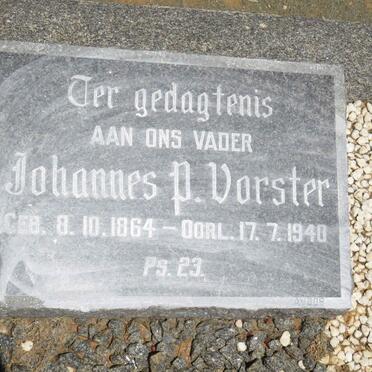 Ter gedagtenis
AAN ONS VADER
Johannes P. Vorster
GEB. 8. 10. 1864 – OORL. 17. 7. 1940
PS. 23.